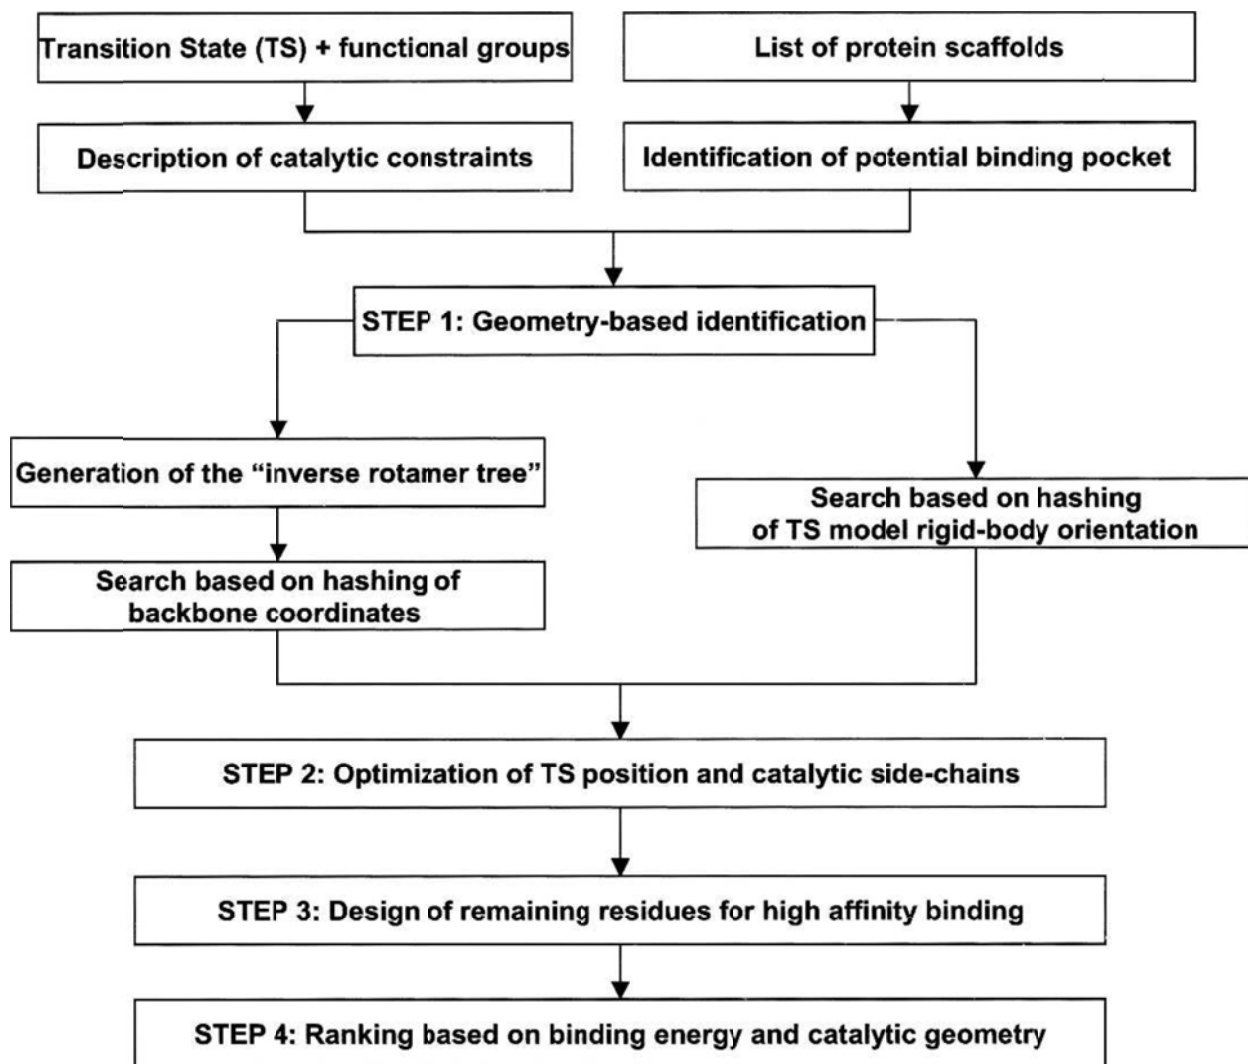 Transition State (TS) + functional groups
List of protein scaffolds
Description of catalytic constraints
Identification of potential binding pocket
STEP 1: Geometry-based identification
Generation of the “inverse rotamer tree”
Search based on hashing
of TS model rigid-body orientation
Search based on hashing of
backbone coordinates
STEP 2: Optimization of TS position and catalytic side-chains
STEP 3: Design of remaining residues for high affinity binding
STEP 4: Ranking based on binding energy and catalytic geometry